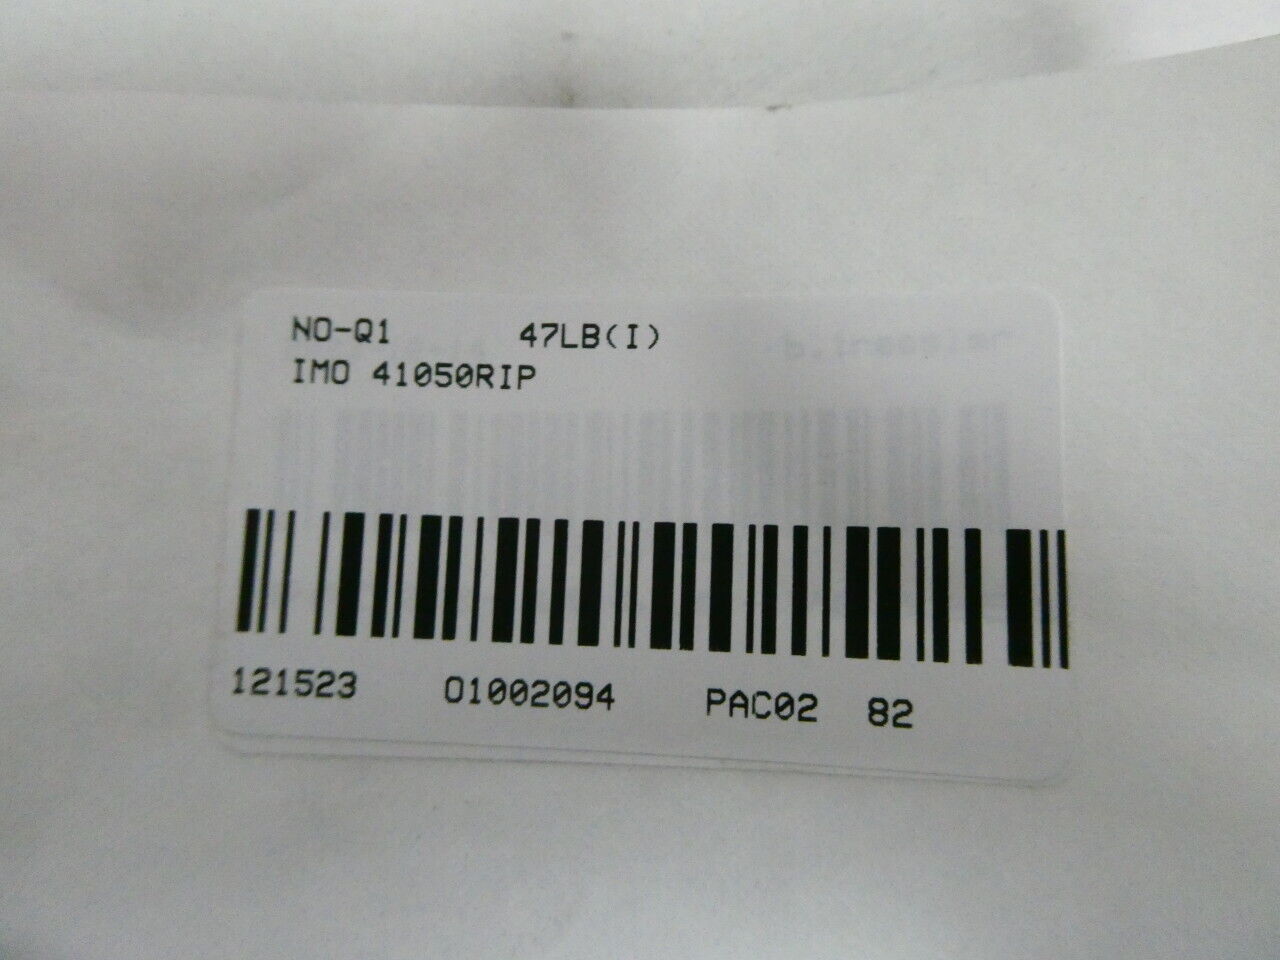 NO-Q1 47LB(I)
IMO 41050RIP
121523 01002094 PAC02 82